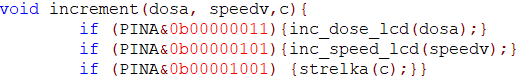 void increment(dosa, speedv,c){
if (PINA&0b00000011){inc_dose_lcd(dosa);}
if (PINA&0b00000101){inc_speed_lcd(speedv);}
if (PINA&0b00001001) {strelka(c);}}